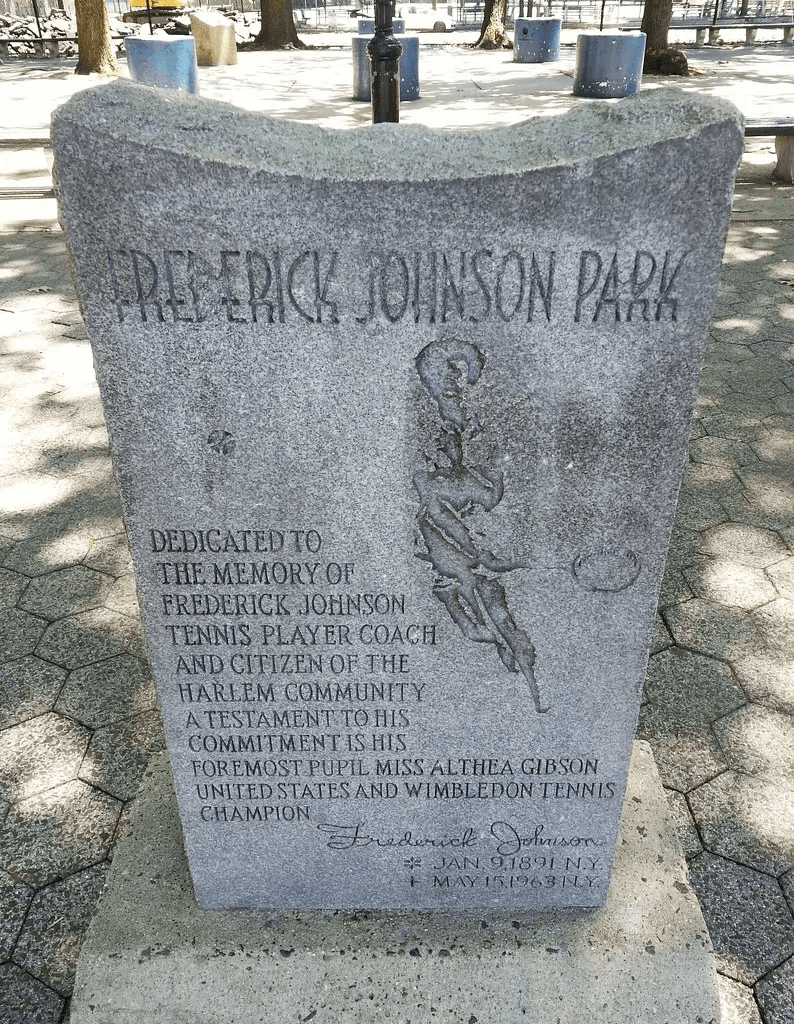 FREDERICK JOHNSON PARK
DEDICATED TO
THE MEMORY OF
FREDERICK JOHNSON
TENNIS PLAYER COACH
AND CITIZEN OF THE
HARLEM COMMUNITY
A TESTAMENT TO HIS
COMMITMENT IS HIS
FOREMOST PUPIL MISS ALTHEA GIBSON
UNITED STATES AND WIMBLEDON TENNIS
CHAMPION
Frederick Johnson
* JAN. 9,1891 N.Y.
† MAY 15,1963 N.Y.